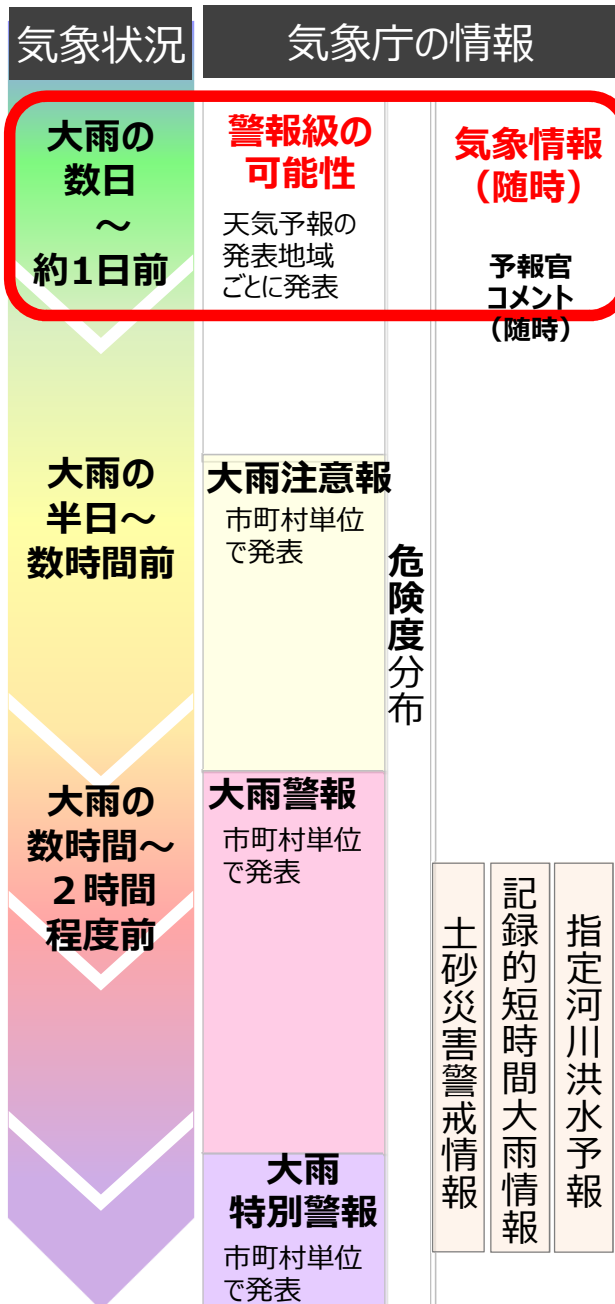 気象状況
気象庁の情報
大雨の
数日
～
約1日前
警報級の
可能性
天気予報の
発表地域
ごとに発表
気象情報
（随時）
予報官
コメント
（随時）
大雨の
半日～
数時間前
大雨注意報
市町村単位
で発表
危険度分布
大雨の
数時間～
２時間
程度前
大雨警報
市町村単位
で発表
土砂災害警戒情報
記録的短時間大雨情報
指定河川洪水予報
大雨
特別警報
市町村単位
で発表